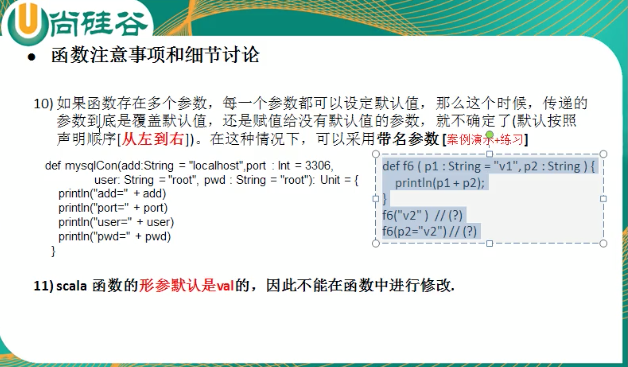 尚硅谷
● 函数注意事项和细节讨论
10) 如果函数存在多个参数，每一个参数都可以设定默认值，那么这个时候，传递的
参数到底是覆盖默认值，还是赋值给没有默认值的参数，就不确定了(默认按照
声明顺序[从左到右])。在这种情况下，可以采用带名参数 [案例演示+练习]
def mysqlCon(add:String = "localhost",port : Int = 3306,
user: String = "root", pwd : String = "root"): Unit = {
println("add=" + add)
println("port=" + port)
println("user=" + user)
println("pwd=" + pwd)
}
def f6 ( p1 : String = "v1", p2 : String ) {
println(p1 + p2);
}
f6("v2" ) // (?)
f6(p2="v2") // (?)
11) scala 函数的形参默认是val的，因此不能在函数中进行修改.